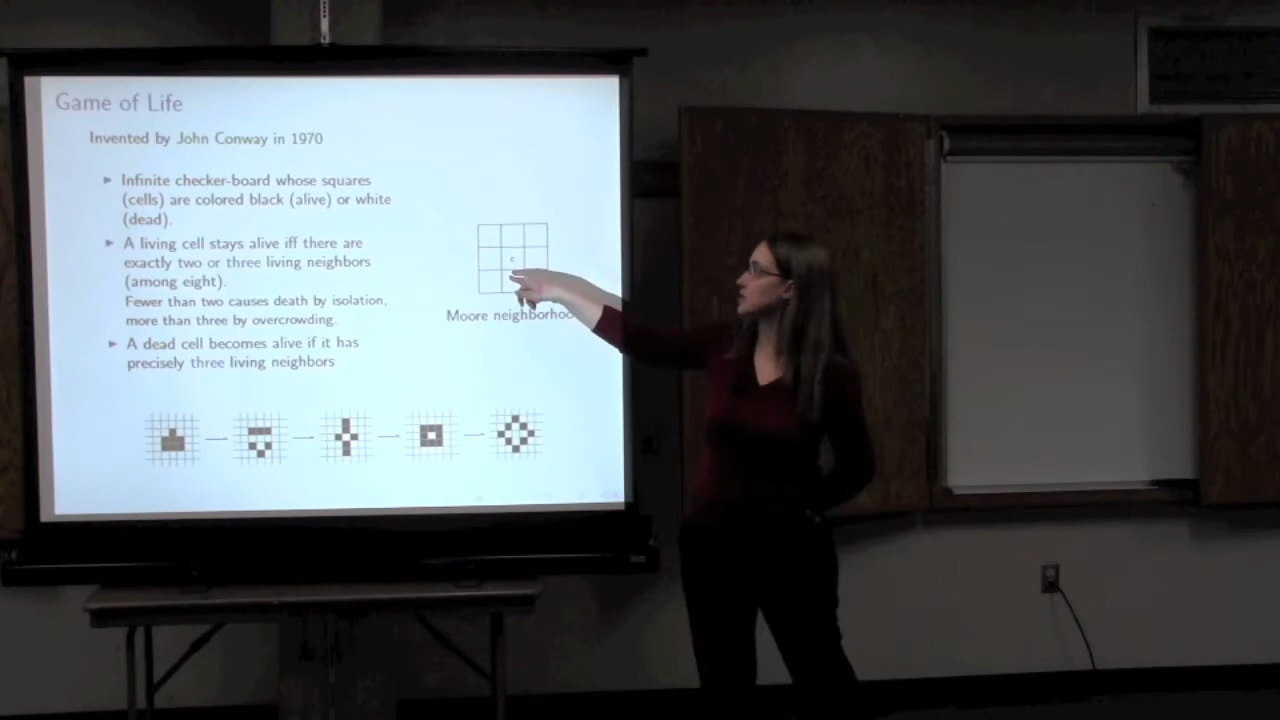 Game of Life
Invented by John Conway in 1970
Infinite checker-board whose squares
(cells) are colored black (alive) or white
(dead).
A living cell stays alive iff there are
exactly two or three living neighbors
(among eight).
Fewer than two causes death by isolation,
more than three by overcrowding.
A dead cell becomes alive if it has
precisely three living neighbors
c
Moore neighborhoo